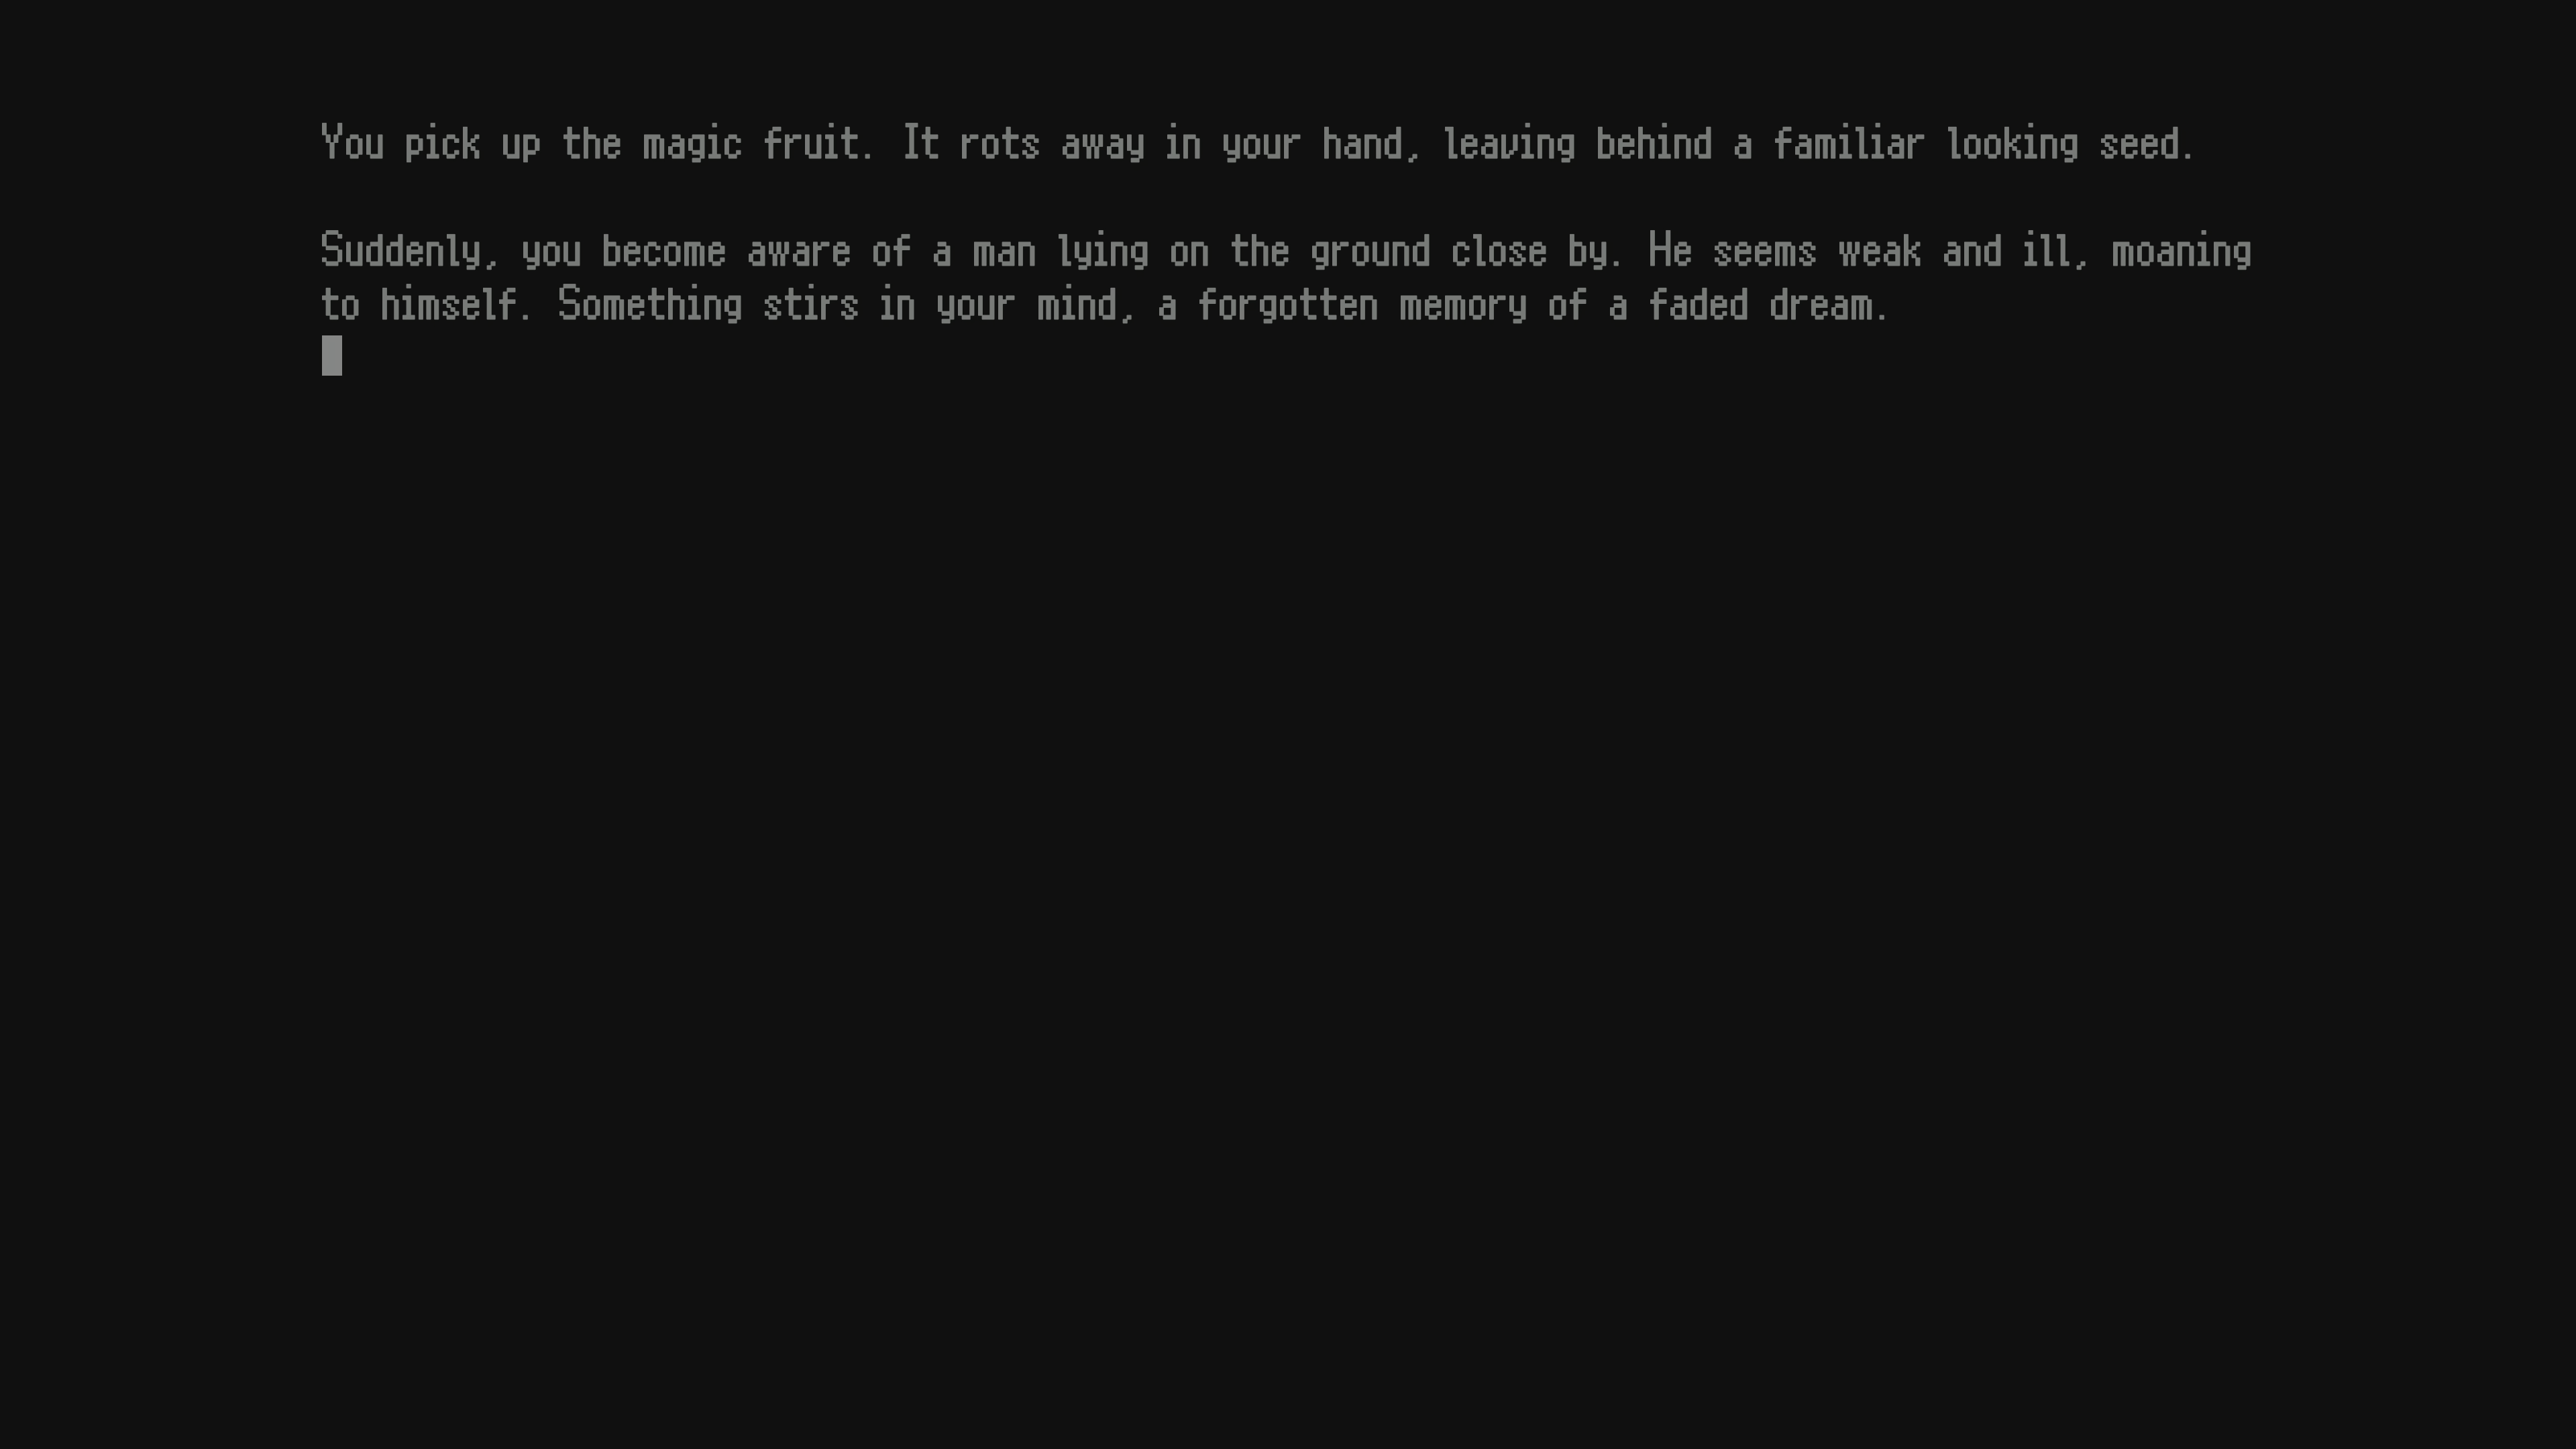 You pick up the magic fruit. It rots away in your hand, leaving behind a familiar looking seed.
Suddenly, you become aware of a man lying on the ground close by. He seems weak and ill, moaning
to himself. Something stirs in your mind, a forgotten memory of a faded dream.